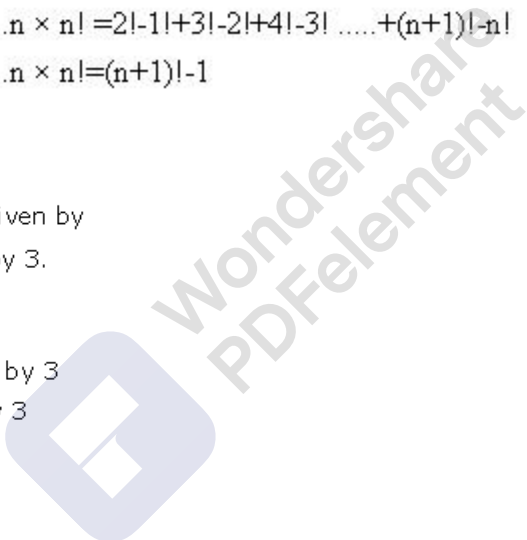 .n × n! =2!-1!+3!-2!+4!-3! .....+(n+1)!-n!
.n × n!=(n+1)!-1
iven by
y 3.
by 3
3
Wondershare
PDFelement